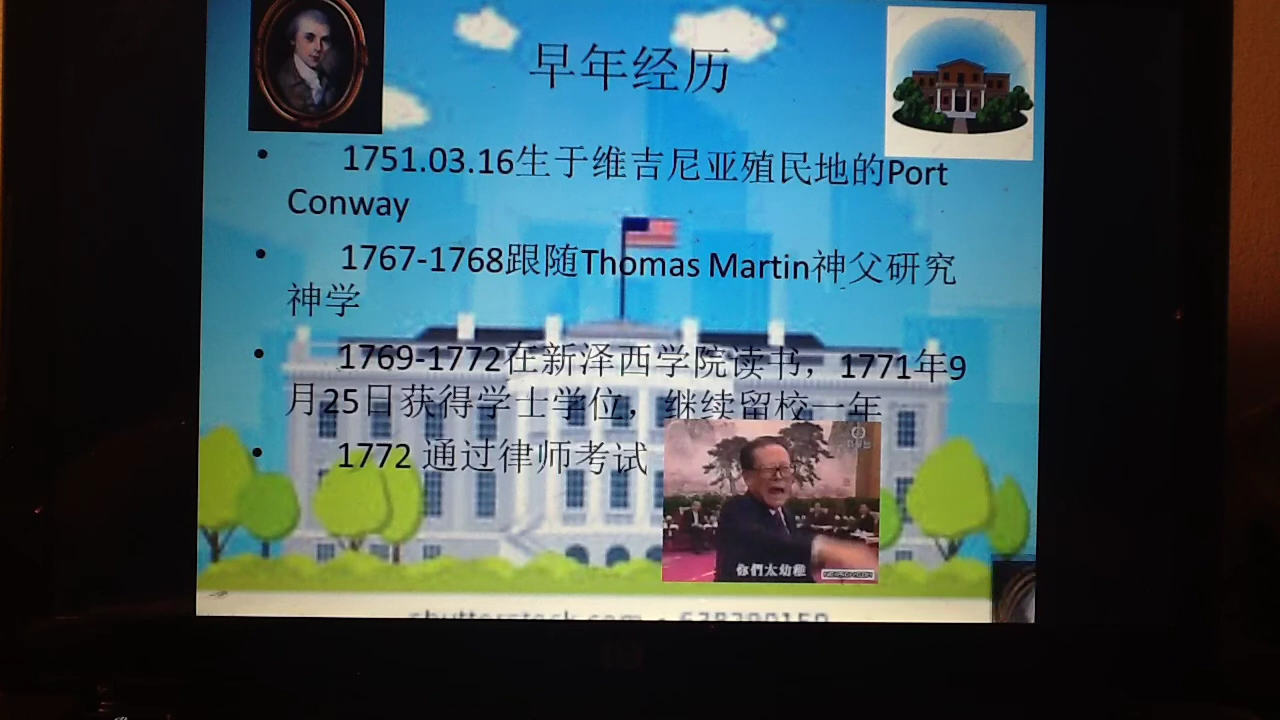 早年经历
• 1751.03.16生于维吉尼亚殖民地的Port
Conway
• 1767-1768跟随Thomas Martin神父研究
神学
• 1769-1772在新泽西学院读书，1771年9
月25日获得学士学位，继续留校一年
• 1772 通过律师考试
你們太幼稚
shutterstock.com